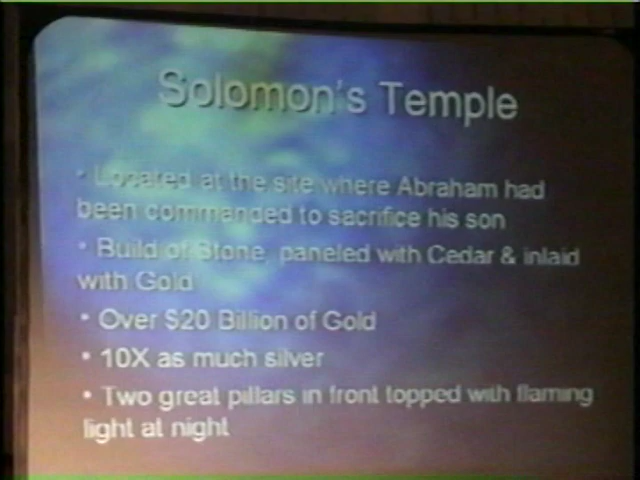 Solomon's Temple
• Located at the site where Abraham had
been commanded to sacrifice his son
• Build of Stone, paneled with Cedar & inlaid
with Gold
• Over $20 Billion of Gold
• 10X as much silver
• Two great pillars in front topped with flaming
light at night